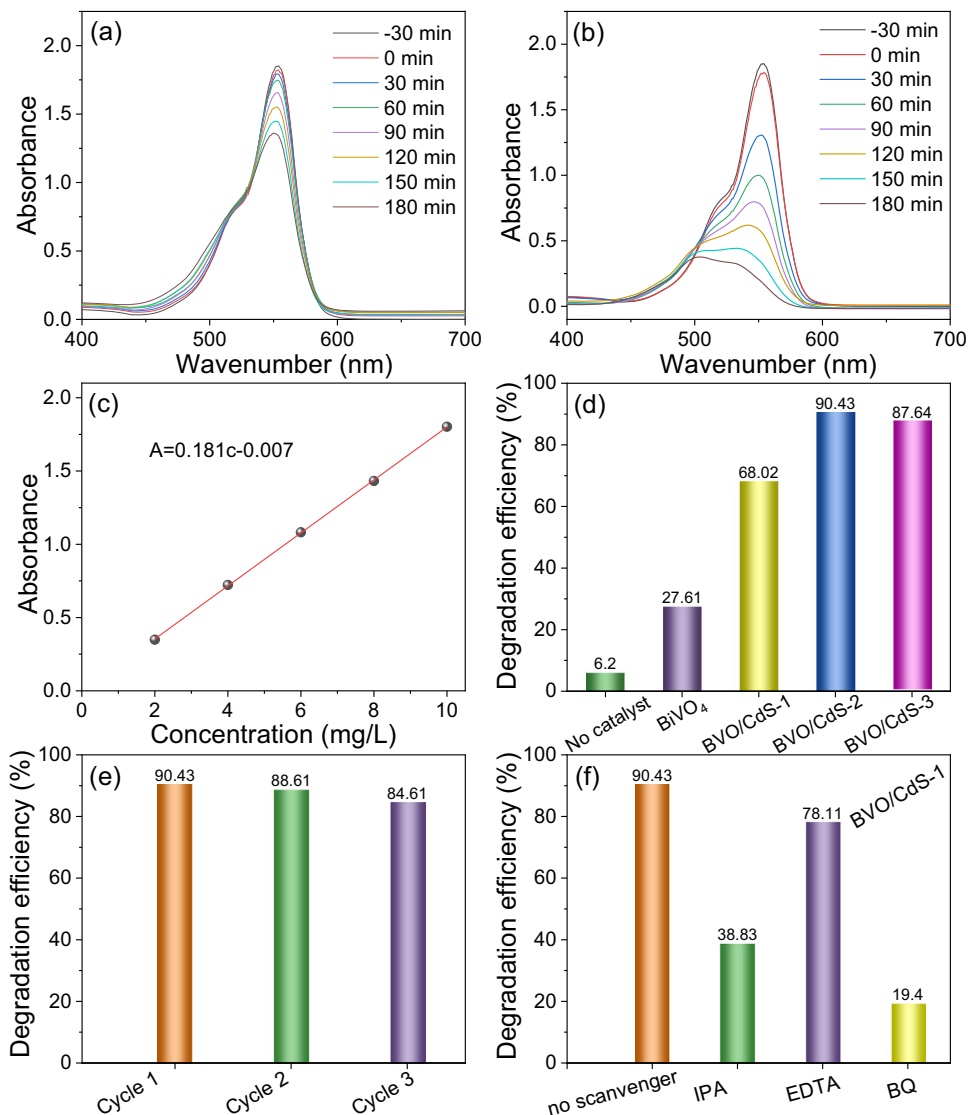 (a)
-30 min
0 min
30 min
60 min
90 min
120 min
150 min
180 min
2.0
1.5
1.0
0.5
0.0
Absorbance
400
500
600
700
Wavenumber (nm)
(b)
-30 min
0 min
30 min
60 min
90 min
120 min
150 min
180 min
2.0
1.5
1.0
0.5
0.0
Absorbance
400
500
600
700
Wavenumber (nm)
(c)
A=0.181c-0.007
2.0
1.5
1.0
0.5
0.0
Absorbance
0
2
4
6
8
10
Concentration (mg/L)
(d)
100
80
60
40
20
0
Degradation efficiency (%)
6.2
27.61
68.02
90.43
87.64
No catalyst
BiVO4
BVO/CdS-1
BVO/CdS-2
BVO/CdS-3
(e)
100
80
60
40
20
0
Degradation efficiency (%)
90.43
88.61
84.61
Cycle 1
Cycle 2
Cycle 3
(f)
BVO/CdS-1
100
80
60
40
20
0
Degradation efficiency (%)
90.43
38.83
78.11
19.4
no scanvenger
IPA
EDTA
BQ